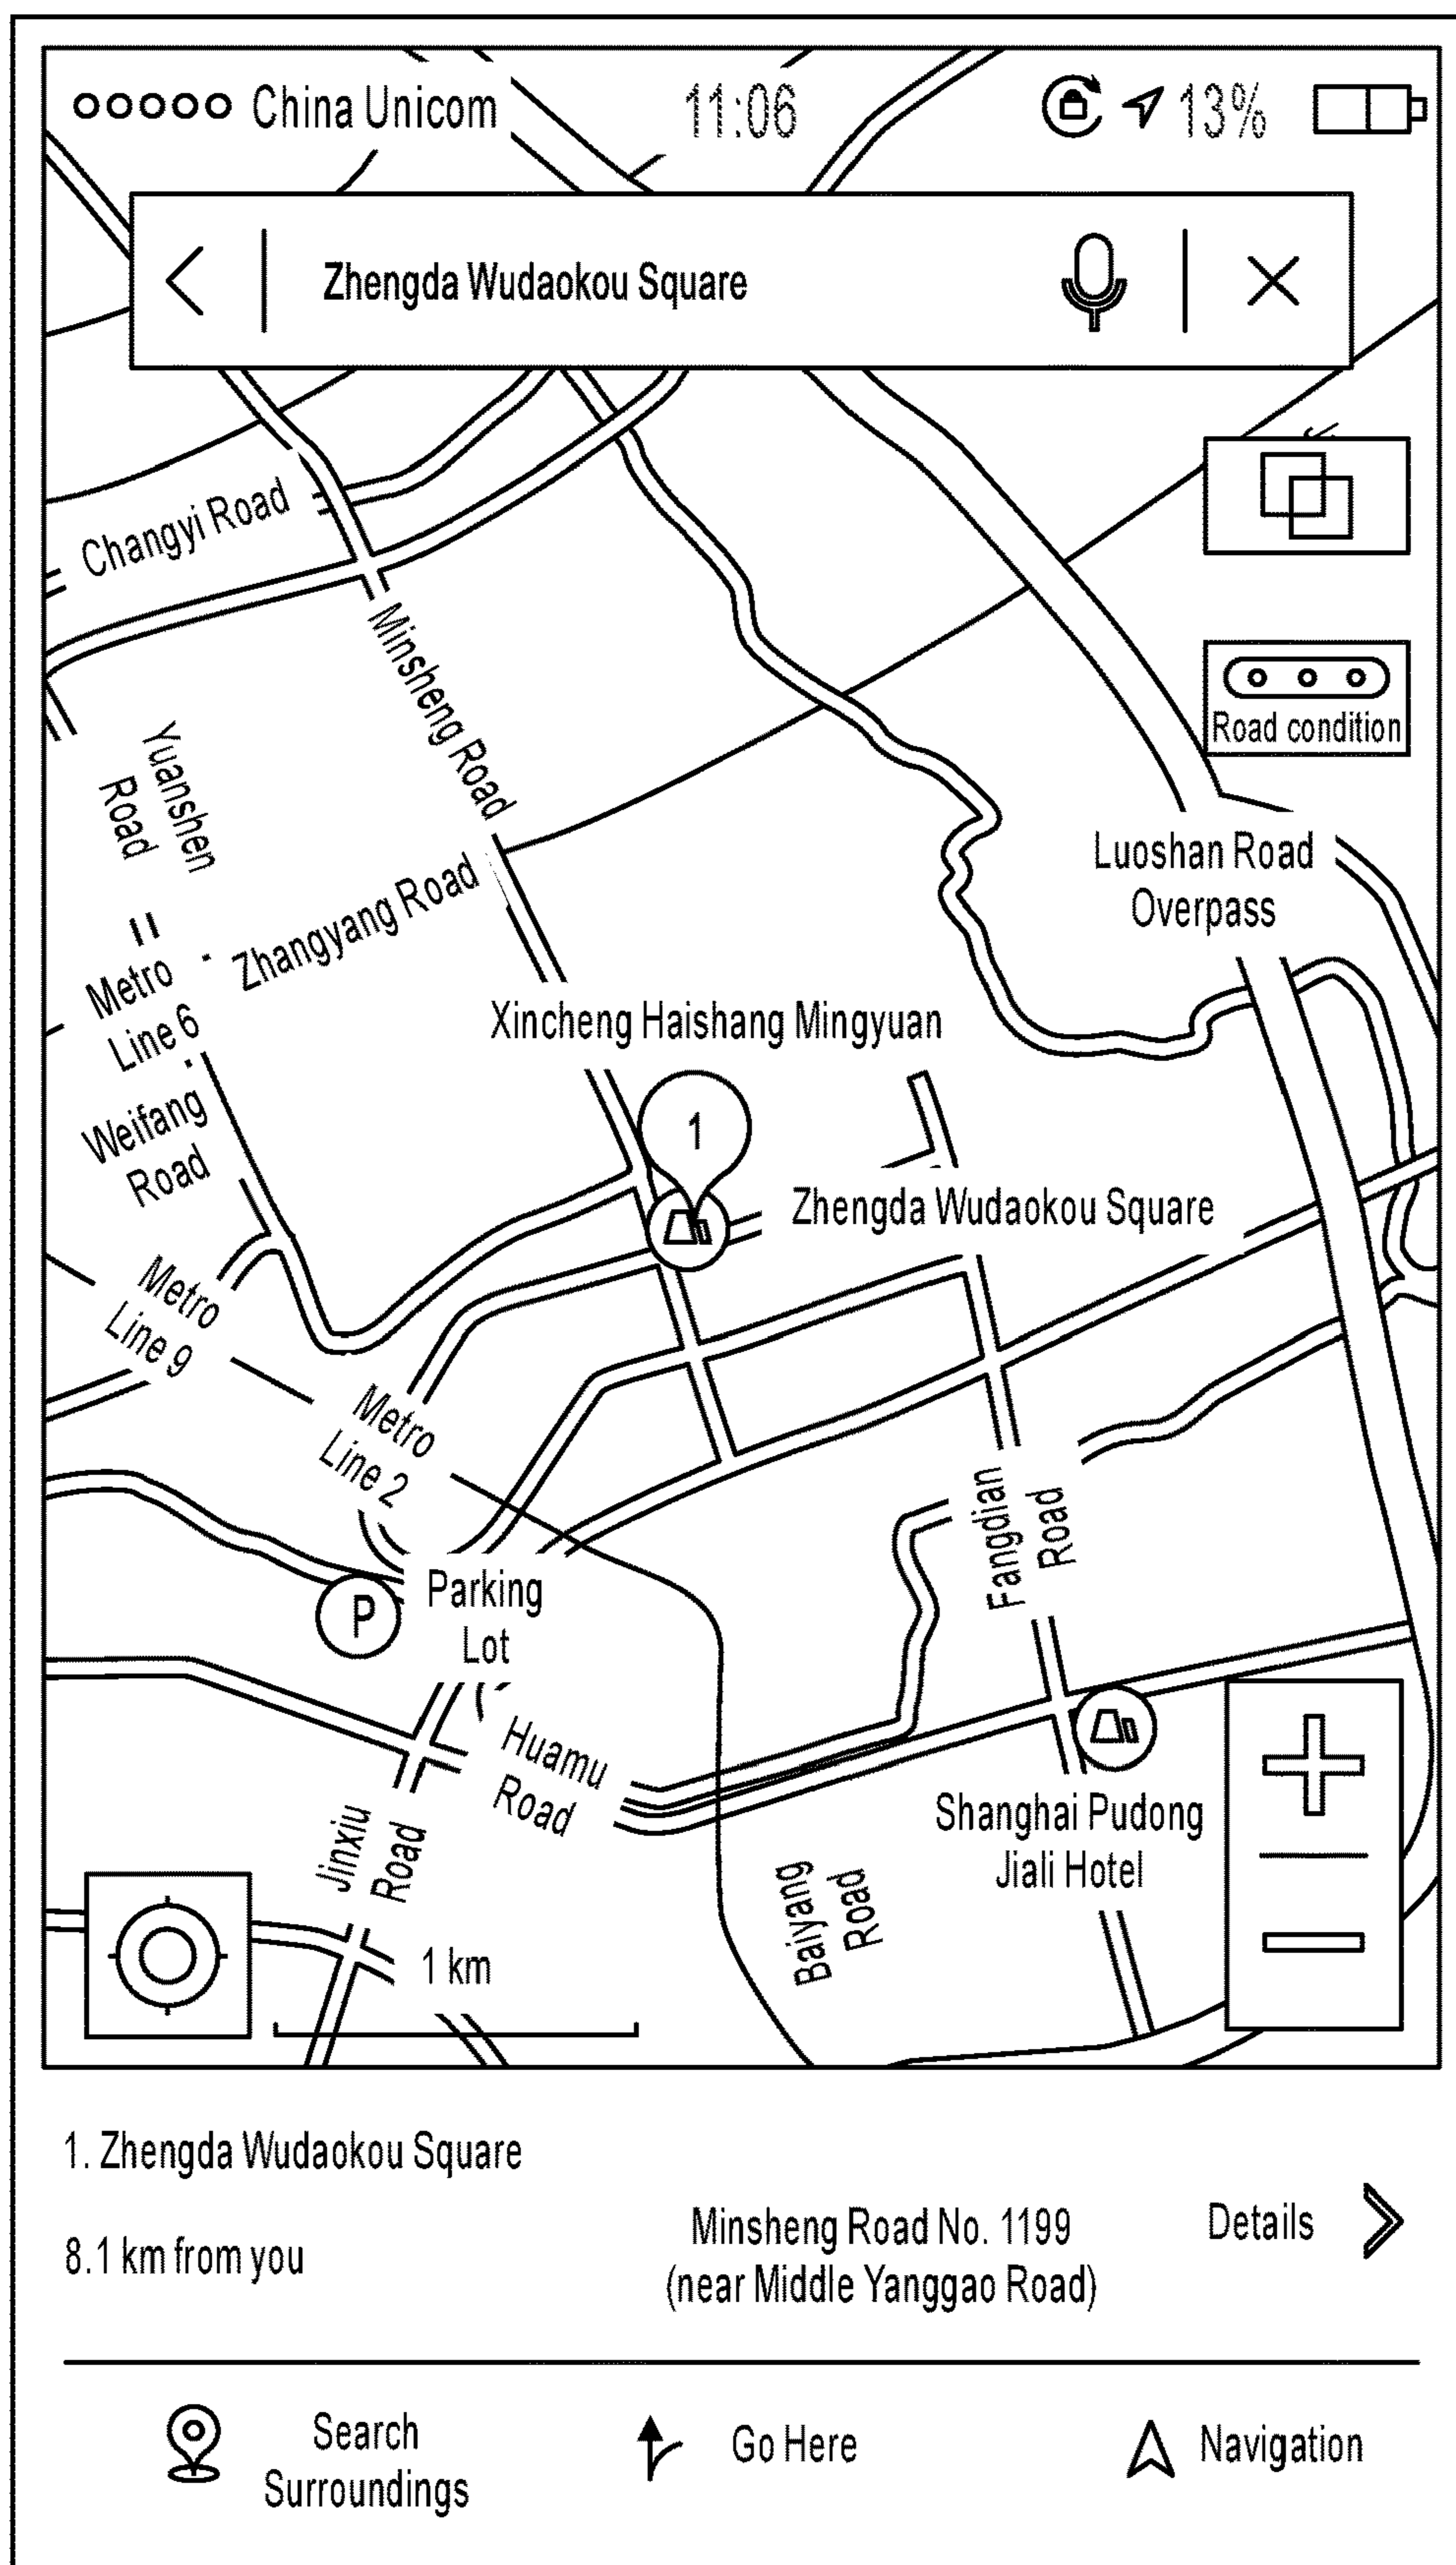 China Unicom 11:06 13%
Zhengda Wudaokou Square
Changyi Road
Minsheng Road
Road condition
Yuanshen
Road
Luoshan Road
Overpass
Zhangyang Road
Metro
Line 6
Xincheng Haishang Mingyuan
Weifang
Road
1
Zhengda Wudaokou Square
Metro
Line 9
Metro
Line 2
Fangdian
Road
Parking
Lot
P
Huamu
Road
Shanghai Pudong
Jiali Hotel
Jinxiu
Road
Baiyang
Road
1 km
1. Zhengda Wudaokou Square
8.1 km from you
Minsheng Road No. 1199
(near Middle Yanggao Road)
Details
Search
Surroundings
Go Here
Navigation